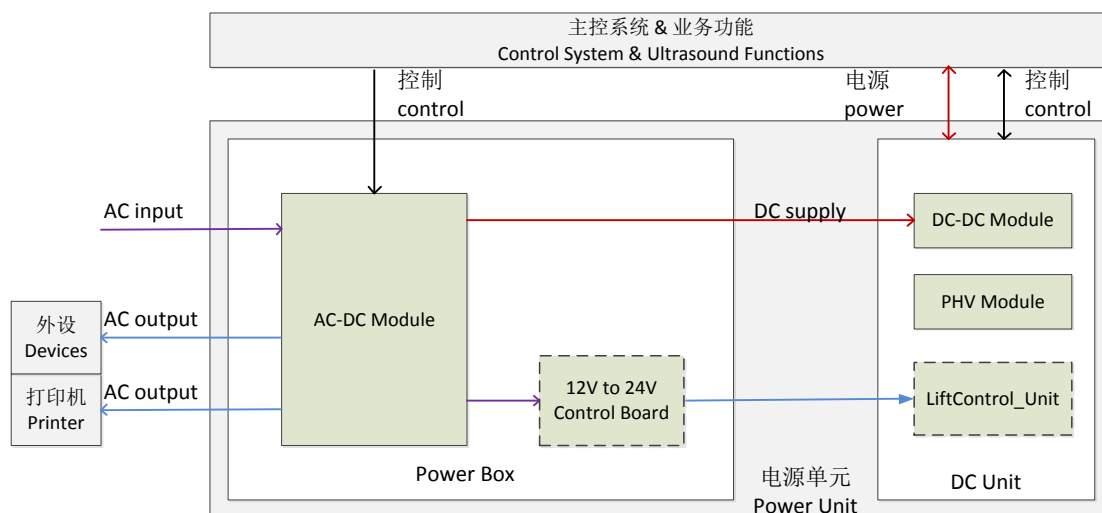 主控系统 & 业务功能
Control System & Ultrasound Functions
控制
control
电源
power
控制
control
AC input
DC supply
DC-DC Module
PHV Module
AC-DC Module
外设
Devices
AC output
打印机
Printer
AC output
12V to 24V
Control Board
LiftControl_Unit
Power Box
电源单元
Power Unit
DC Unit